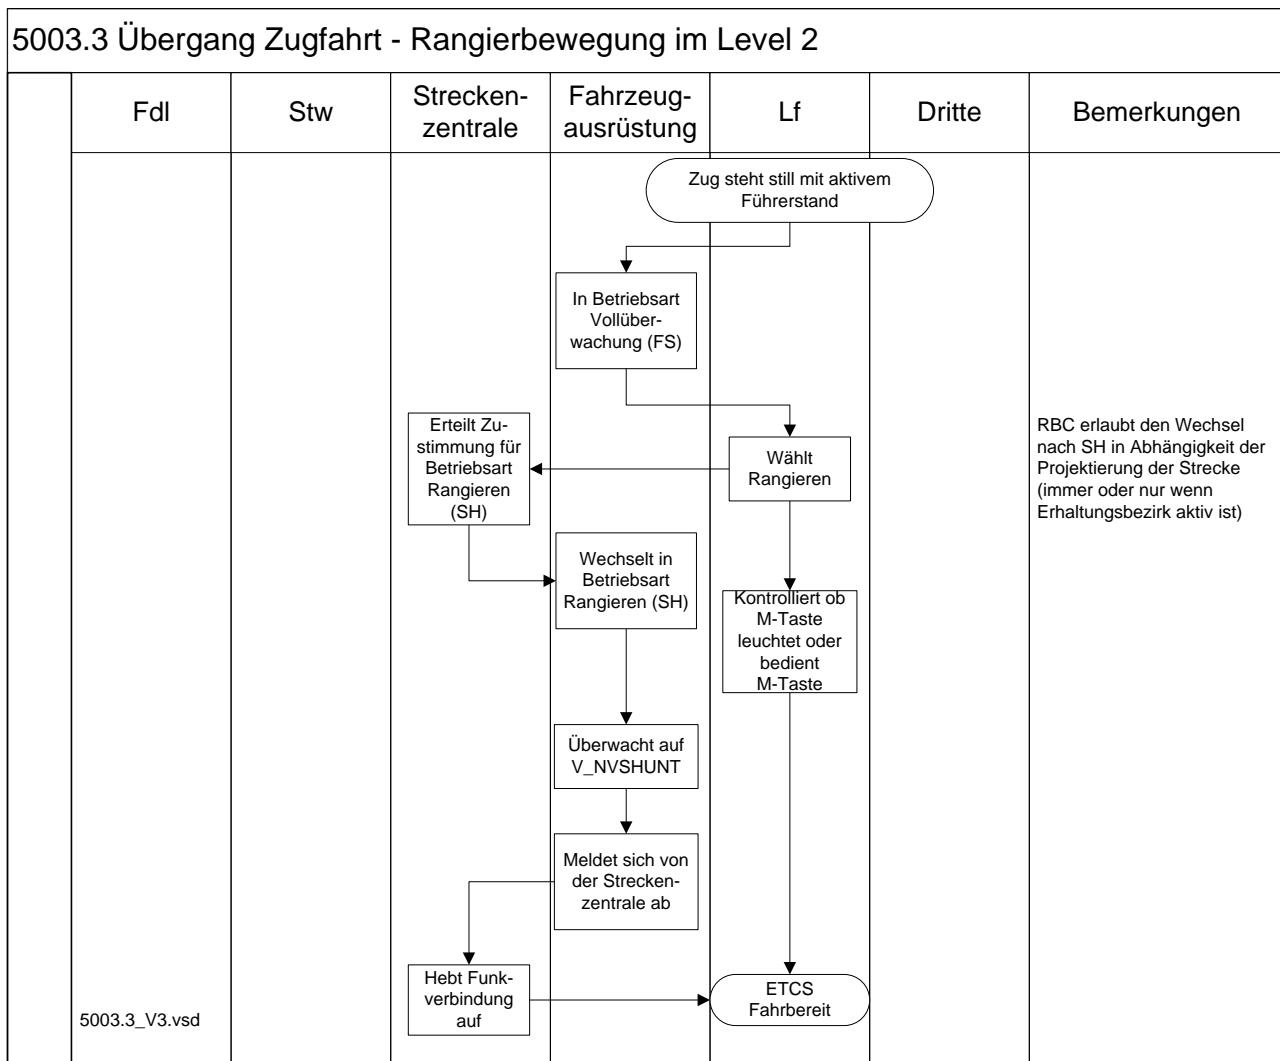 5003.3 Übergang Zugfahrt - Rangierbewegung im Level 2
Fdl
Stw
Strecken-
zentrale
Fahrzeug-
ausrüstung
Lf
Dritte
Bemerkungen
Zug steht still mit aktivem
Führerstand
In Betriebsart
Vollüber-
wachung (FS)
Erteilt Zu-
stimmung für
Betriebsart
Rangieren
(SH)
Wählt
Rangieren
RBC erlaubt den Wechsel
nach SH in Abhängigkeit der
Projektierung der Strecke
(immer oder nur wenn
Erhaltungsbezirk aktiv ist)
Wechselt in
Betriebsart
Rangieren (SH)
Kontrolliert ob
M-Taste
leuchtet oder
bedient
M-Taste
Überwacht auf
V_NVSHUNT
Meldet sich von
der Strecken-
zentrale ab
Hebt Funk-
verbindung
auf
ETCS
Fahrbereit
5003.3_V3.vsd